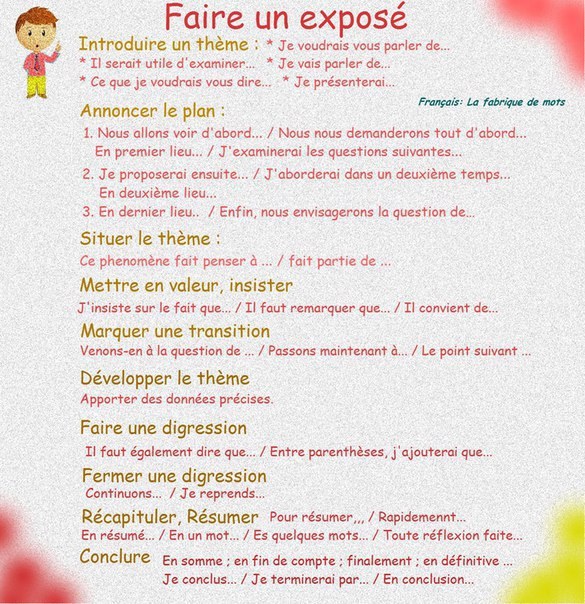 Faire un exposé
Introduire un thème : * Je voudrais vous parler de...
* Il serait utile d'examiner... * Je vais parler de...
* Ce que je voudrais vous dire... * Je présenterai...
Français: La fabrique de mots
Annoncer le plan :
1. Nous allons voir d'abord... / Nous nous demanderons tout d'abord...
En premier lieu... / J'examinerai les questions suivantes...
2. Je proposerai ensuite... / J'aborderai dans un deuxième temps...
En deuxième lieu...
3. En dernier lieu.. / Enfin, nous envisagerons la question de...
Situer le thème :
Ce phenomène fait penser à ... / fait partie de ...
Mettre en valeur, insister
J'insiste sur le fait que... / Il faut remarquer que... / Il convient de...
Marquer une transition
Venons-en à la question de ... / Passons maintenant à... / Le point suivant ...
Développer le thème
Apporter des données précises.
Faire une digression
Il faut également dire que... / Entre parenthèses, j'ajouterai que...
Fermer une digression
Continuons... / Je reprends...
Récapituler, Résumer Pour résumer,,, / Rapidemennt...
En résumé... / En un mot... / Es quelques mots... / Toute réflexion faite...
Conclure En somme ; en fin de compte ; finalement ; en définitive ...
Je conclus... / Je terminerai par... / En conclusion...